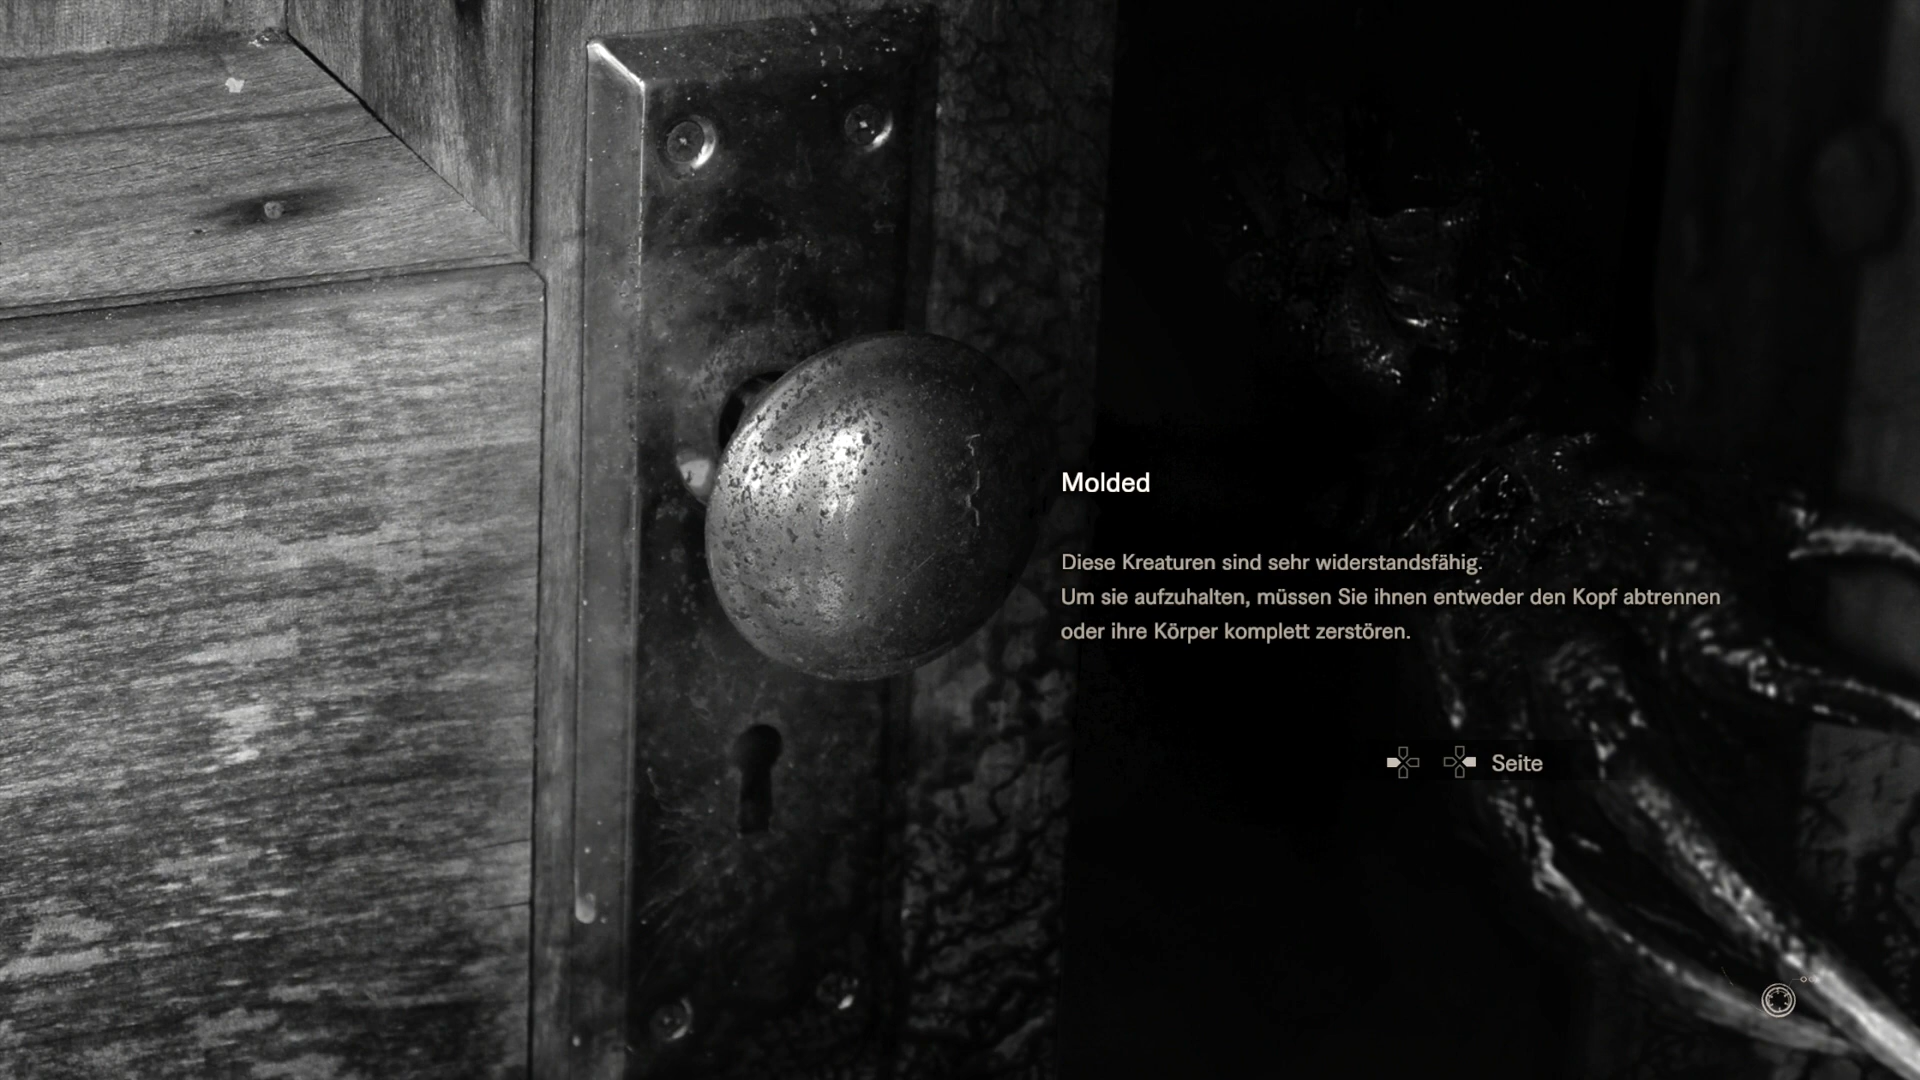 Molded
Diese Kreaturen sind sehr widerstandsfähig.
Um sie aufzuhalten, müssen Sie ihnen entweder den Kopf abtrennen
oder ihre Körper komplett zerstören.
Seite